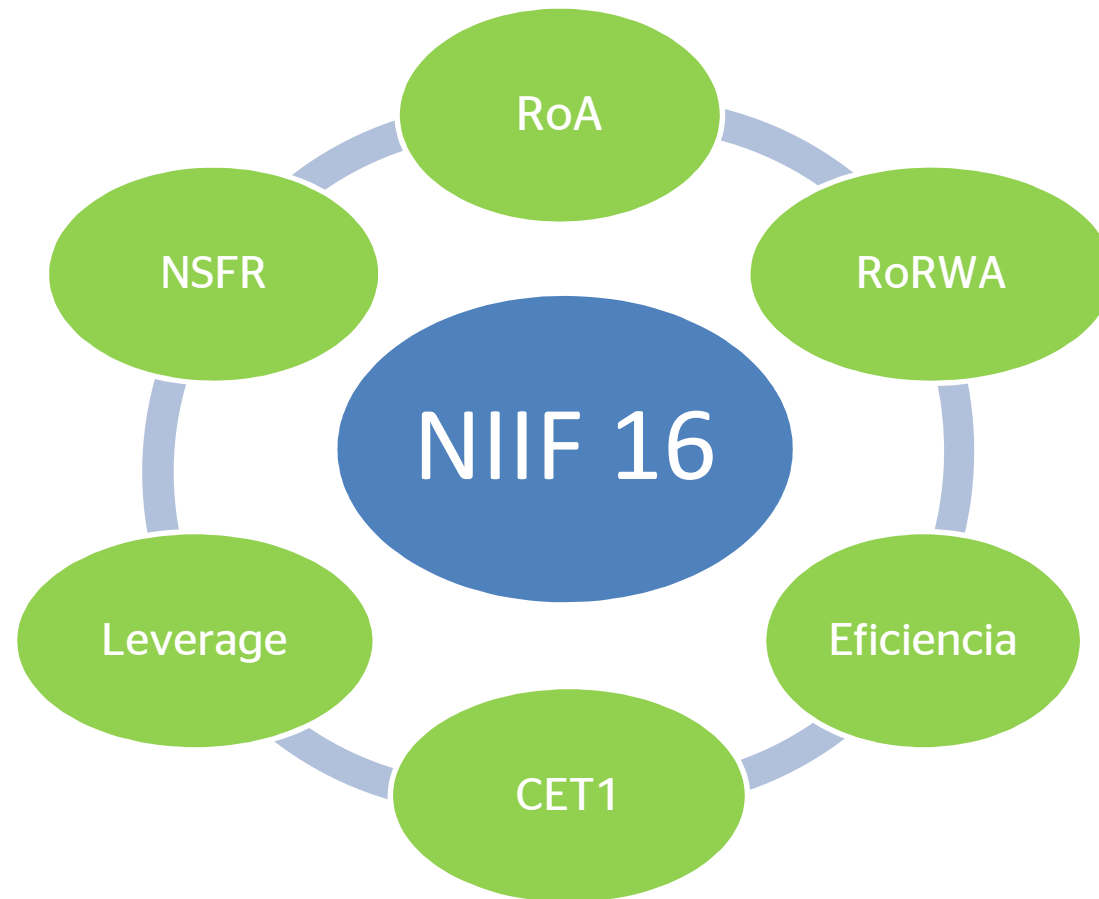 RoA
NSFR
RoRWA
NIIF 16
Leverage
Eficiencia
CET1